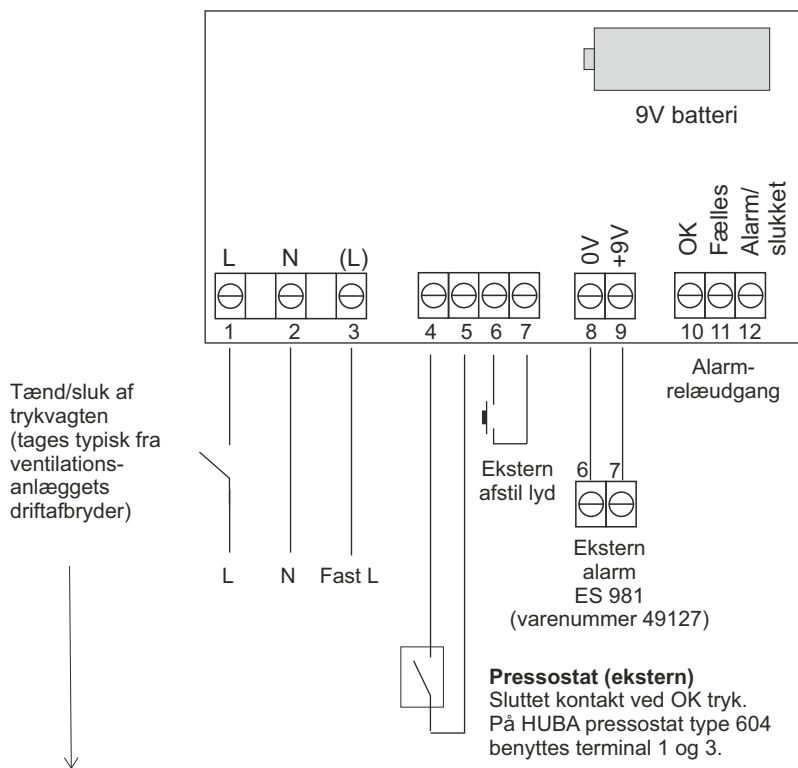 9V batteri
L N (L)
0V
+9V
OK
Fælles
Alarm/
slukket
1 2 3 4 5 6 7 8 9 10 11 12
Alarm-
relæudgang
Tænd/sluk af
trykvagten
(tages typisk fra
ventilations-
anlæggets
driftafbryder)
Ekstern
afstil lyd
6 7
L N Fast L
Ekstern
alarm
ES 981
(varenummer 49127)
Pressostat (ekstern)
Sluttet kontakt ved OK tryk.
På HUBA pressostat type 604
benyttes terminal 1 og 3.